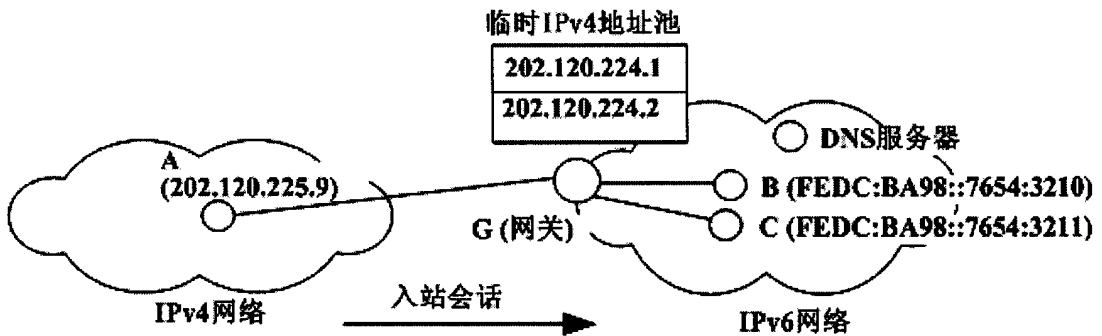 临时IPv4地址池
202.120.224.1
202.120.224.2
DNS服务器
A
(202.120.225.9)
B (FEDC:BA98::7654:3210)
G (网关)
C (FEDC:BA98::7654:3211)
IPv4网络
入站会话
IPv6网络